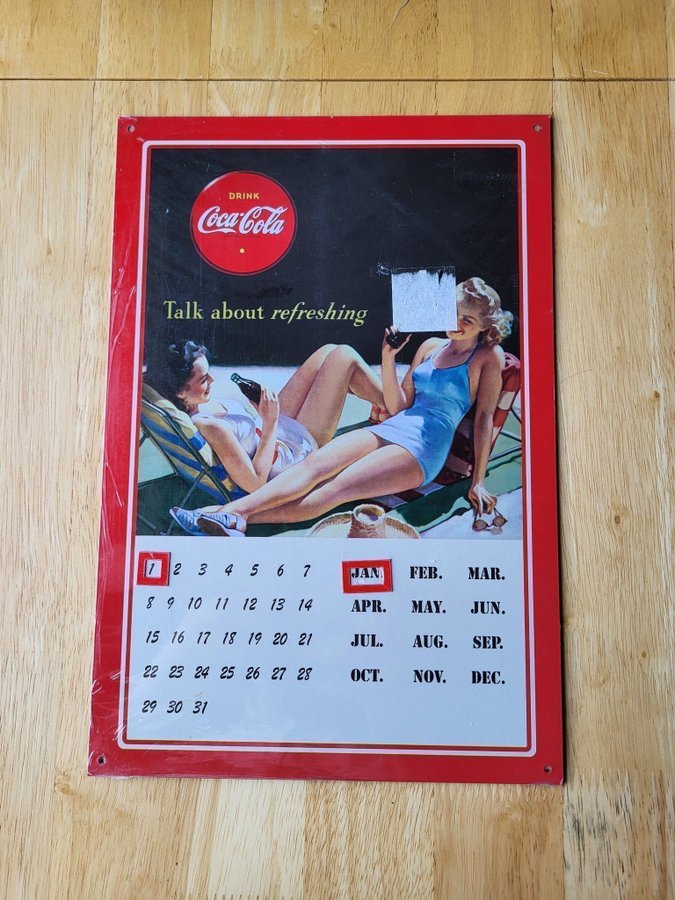 DRINK
Coca-Cola
Talk about refreshing
1 2 3 4 5 6 7
8 9 10 11 12 13 14
15 16 17 18 19 20 21
22 23 24 25 26 27 28
29 30 31
JAN FEB. MAR.
APR. MAY. JUN.
JUL. AUG. SEP.
OCT. NOV. DEC.